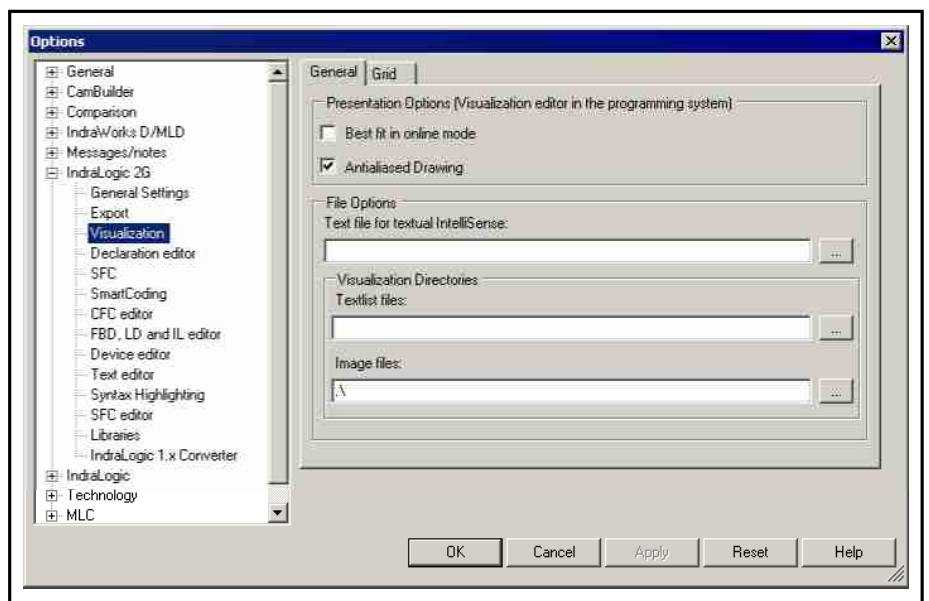 Options
General
CamBuilder
Comparison
IndraWorks D/MLD
Messages/notes
IndraLogic 2G
General Settings
Export
Visualization
Declaration editor
SFC
SmartCoding
CFC editor
FBD, LD and IL editor
Device editor
Text editor
Syntax Highlighting
SFC editor
Libraries
IndraLogic 1.x Converter
IndraLogic
Technology
MLC
General Grid
Presentation Options (Visualization editor in the programming system)
Best fit in online mode
Antialiased Drawing
File Options
Text file for textual IntelliSense:
...
Visualization Directories
Textlist files:
...
Image files:
.\ ...
OK Cancel Apply Reset Help